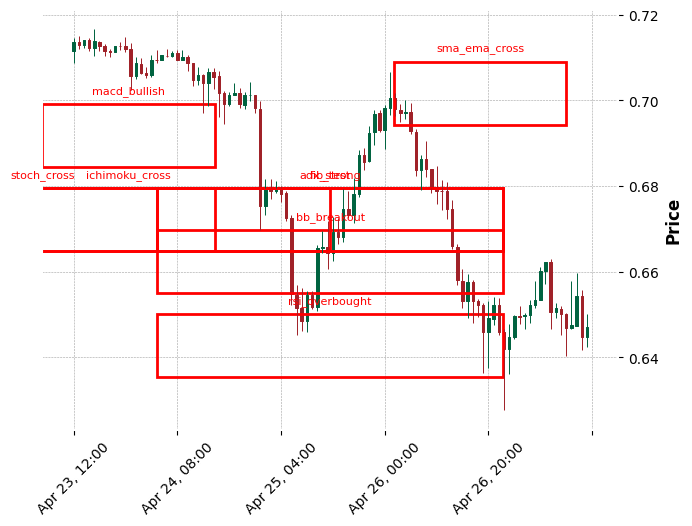 0.72
sma_ema_cross
0.70
macd_bullish
stoch_cross
ichimoku_cross
0.68
bb_breakout
Price
0.66
rsi_overbought
0.64
Apr 23, 12:00
Apr 24, 08:00
Apr 25, 04:00
Apr 26, 00:00
Apr 26, 20:00